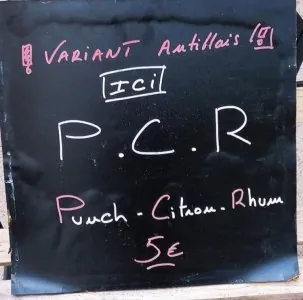 ! VARIANT Antillais !
ICi
P.C.R
Punch - Citron - Rhum
5€